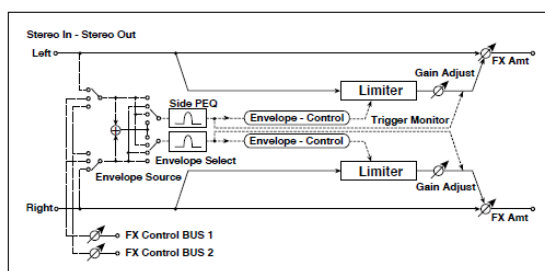 Stereo In - Stereo Out
Left
FX Amt
Gain Adjust
Limiter
Side PEQ
Envelope - Control
Trigger Monitor
Envelope - Control
Envelope Select
Envelope Source
Limiter
Gain Adjust
Right
FX Amt
FX Control BUS 1
FX Control BUS 2